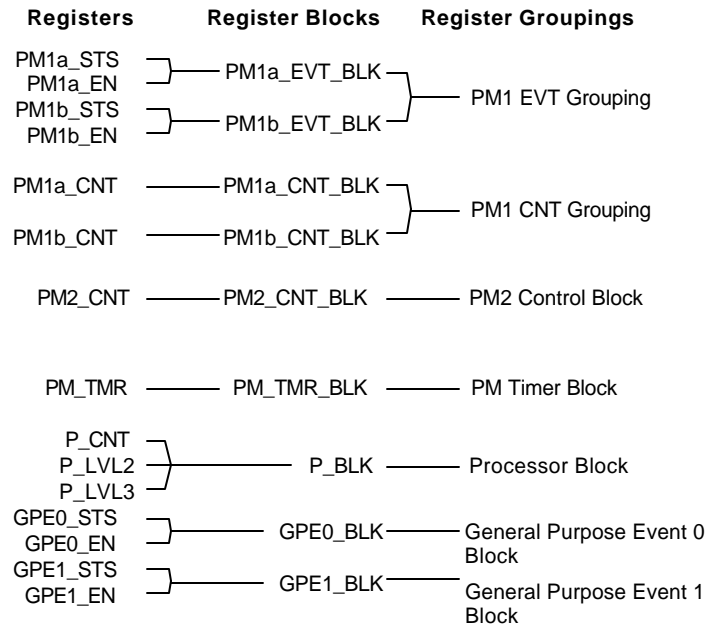 Registers Register Blocks Register Groupings
PM1a_STS
PM1a_EN
PM1a_EVT_BLK
PM1b_STS
PM1b_EN
PM1b_EVT_BLK
PM1 EVT Grouping
PM1a_CNT PM1a_CNT_BLK
PM1b_CNT PM1b_CNT_BLK
PM1 CNT Grouping
PM2_CNT PM2_CNT_BLK PM2 Control Block
PM_TMR PM_TMR_BLK PM Timer Block
P_CNT
P_LVL2
P_LVL3
P_BLK Processor Block
GPE0_STS
GPE0_EN
GPE0_BLK General Purpose Event 0
Block
GPE1_STS
GPE1_EN
GPE1_BLK General Purpose Event 1
Block